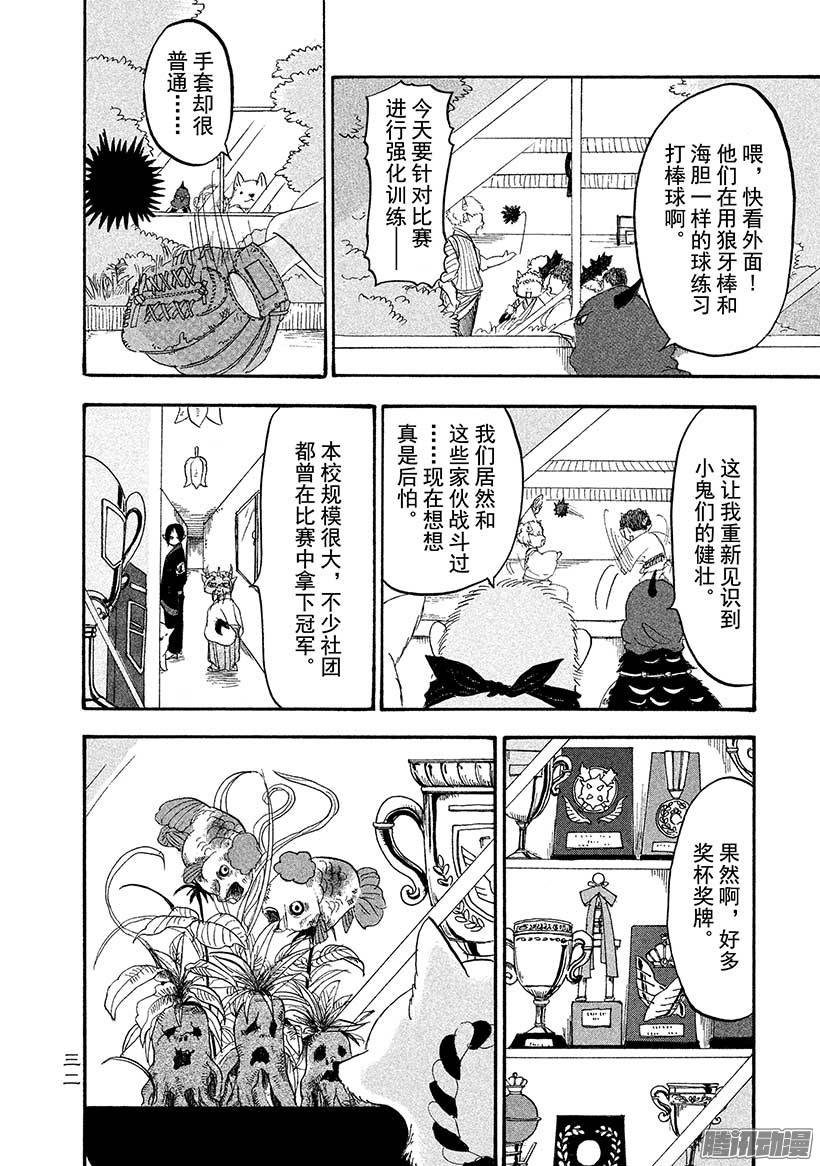 喂，快看外面！
他们在用狼牙棒和
海胆一样的球练习
打棒球啊。
今天要针对比赛
进行强化训练——
手套却很
普通……
这让我重新见识到
小鬼们的健壮。
我们居然和
这些家伙战斗过
……现在想想
真是后怕。
本校规模很大，不少社团
都曾在比赛中拿下冠军。
果然啊，好多
奖杯奖牌。
三二
腾讯动漫